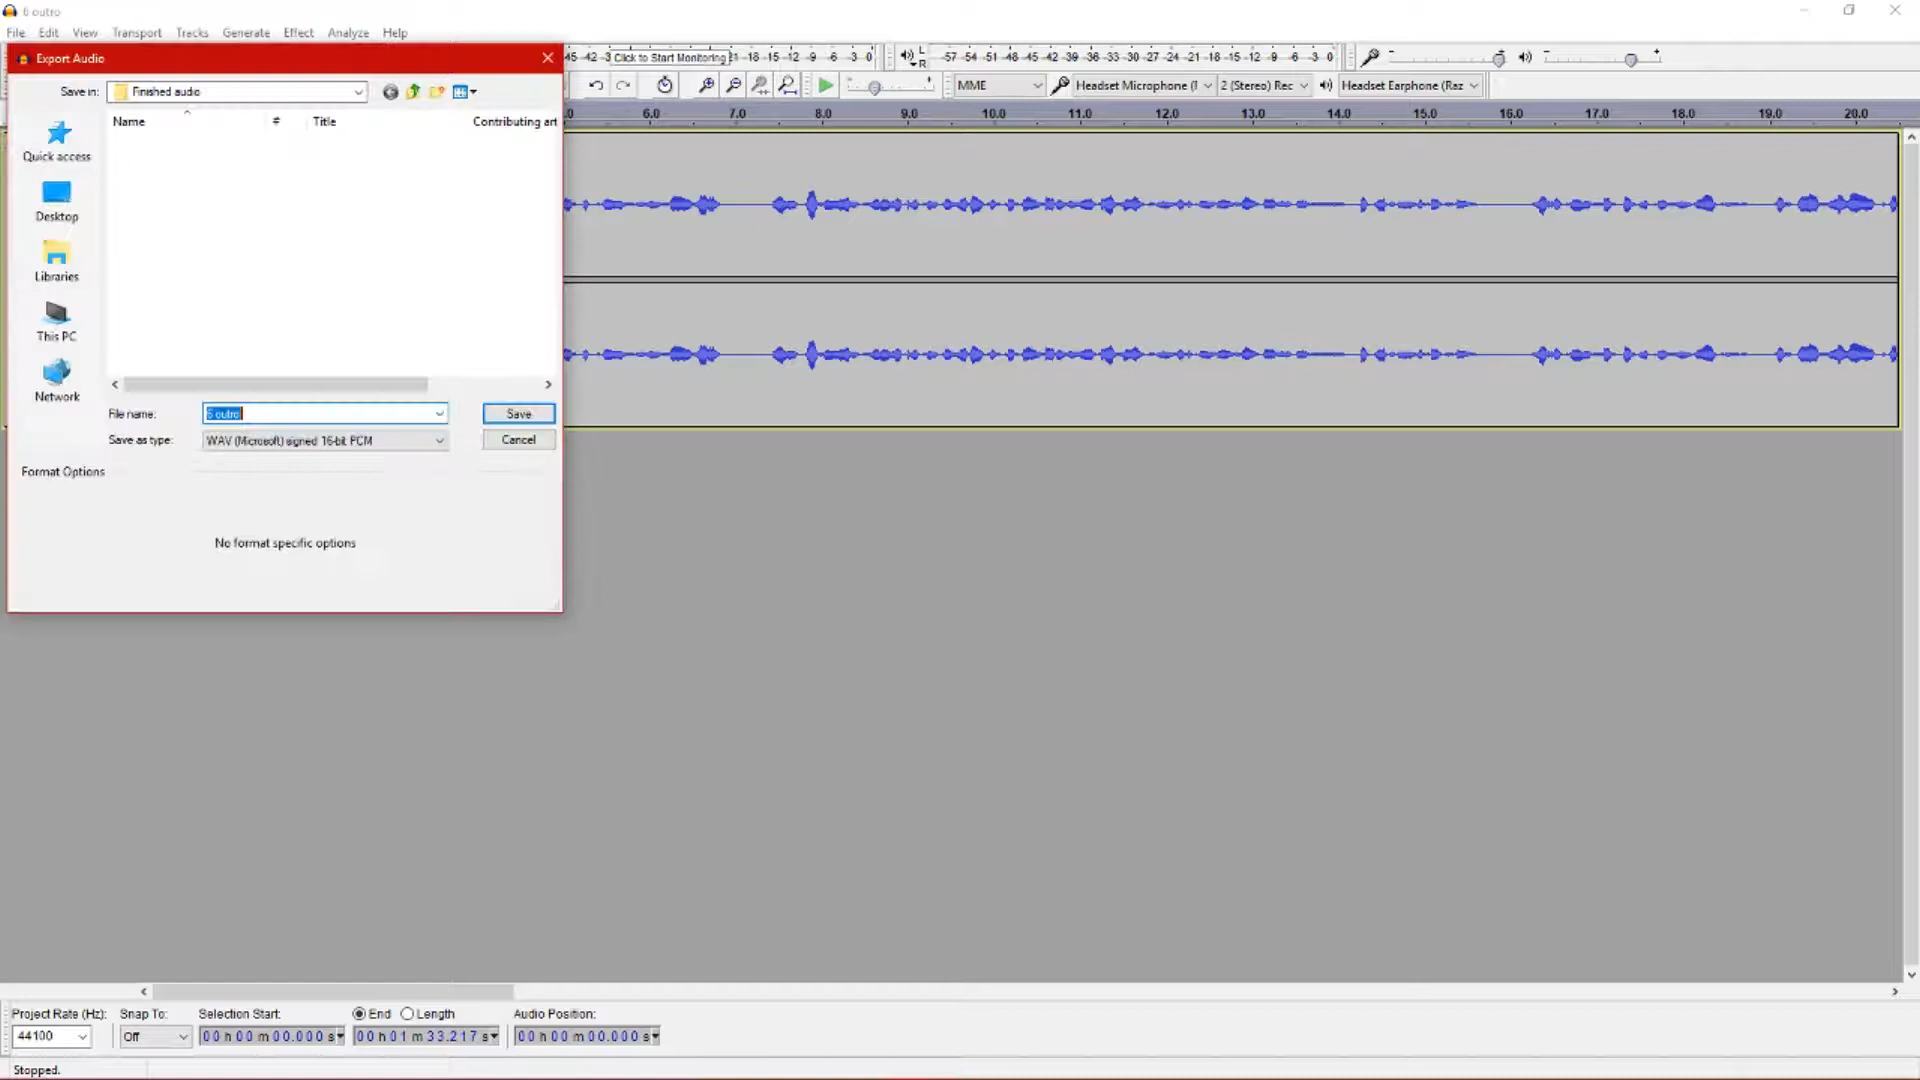 6 outro
File Edit View Transport Tracks Generate Effect Analyze Help
Export Audio
45 -42 -3 Click to Start Monitoring 21 -18 -15 -12 -9 -6 -3 0
L
R
-57 -54 -51 -48 -45 -42 -39 -36 -33 -30 -27 -24 -21 -18 -15 -12 -9 -6 -3 0
Save in: Finished audio
MME Headset Microphone (I 2 (Stereo) Rec Headset Earphone (Raz
.0 6.0 7.0 8.0 9.0 10.0 11.0 12.0 13.0 14.0 15.0 16.0 17.0 18.0 19.0 20.0
Name # Title Contributing art
Quick access
Desktop
Libraries
This PC
Network
File name: 6 outro Save
Save as type: WAV (Microsoft) signed 16-bit PCM Cancel
Format Options
No format specific options
Project Rate (Hz): Snap To: Selection Start: End Length Audio Position:
44100 Off 00 h 00 m 00.000 s 00 h 01 m 33.217 s 00 h 00 m 00.000 s
Stopped.